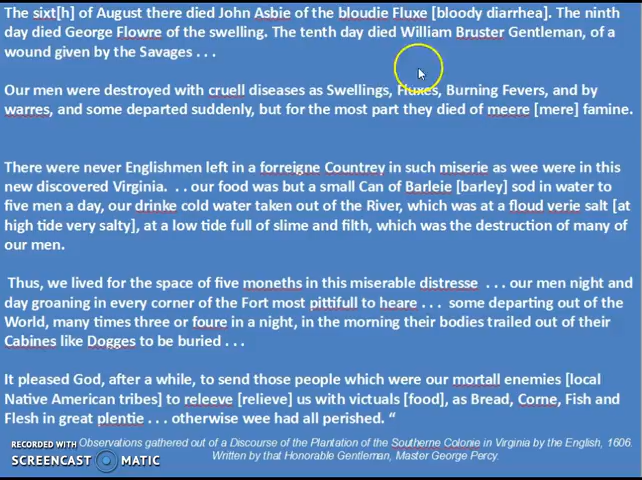 The sixt[h] of August there died John Asbie of the bloudie Fluxe [bloody diarrhea]. The ninth
day died George Flowre of the swelling. The tenth day died William Bruster Gentleman, of a
wound given by the Savages . . .
Our men were destroyed with cruell diseases as Swellings, Fluxes, Burning Fevers, and by
warres, and some departed suddenly, but for the most part they died of meere [mere] famine.
There were never Englishmen left in a forreigne Countrey in such miserie as wee were in this
new discovered Virginia. . . our food was but a small Can of Barleie [barley] sod in water to
five men a day, our drinke cold water taken out of the River, which was at a floud verie salt [at
high tide very salty], at a low tide full of slime and filth, which was the destruction of many of
our men.
Thus, we lived for the space of five moneths in this miserable distresse . . . our men night and
day groaning in every corner of the Fort most pittifull to heare . . . some departing out of the
World, many times three or foure in a night, in the morning their bodies trailed out of their
Cabines like Dogges to be buried . . .
It pleased God, after a while, to send those people which were our mortall enemies [local
Native American tribes] to releeve [relieve] us with victuals [food], as Bread, Corne, Fish and
Flesh in great plentie . . . otherwise wee had all perished. “
Observations gathered out of a Discourse of the Plantation of the Southerne Colonie in Virginia by the English, 1606.
Written by that Honorable Gentleman, Master George Percy.
RECORDED WITH
SCREENCAST MATIC